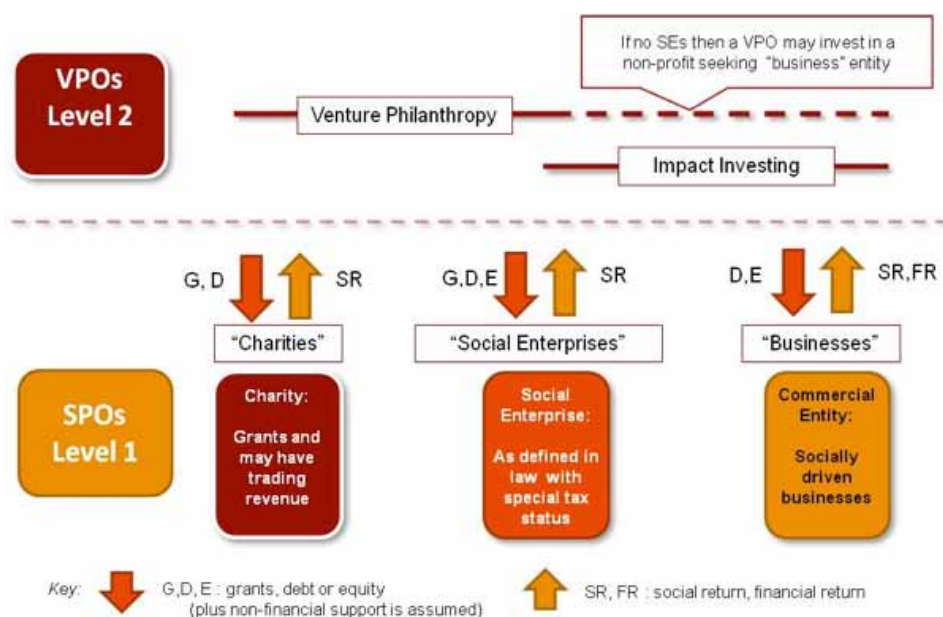 VPOs
Level 2
If no SEs then a VPO may invest in a
non-profit seeking "business" entity
Venture Philanthropy
Impact Investing
G, D
SR
G,D,E
SR
D,E
SR,FR
"Charities"
"Social Enterprises"
"Businesses"
SPOs
Level 1
Charity:
Grants and
may have
trading
revenue
Social
Enterprise:
As defined in
law with
special tax
status
Commercial
Entity:
Socially
driven
businesses
Key:
G,D, E : grants, debt or equity
(plus non-financial support is assumed)
SR, FR : social return, financial return